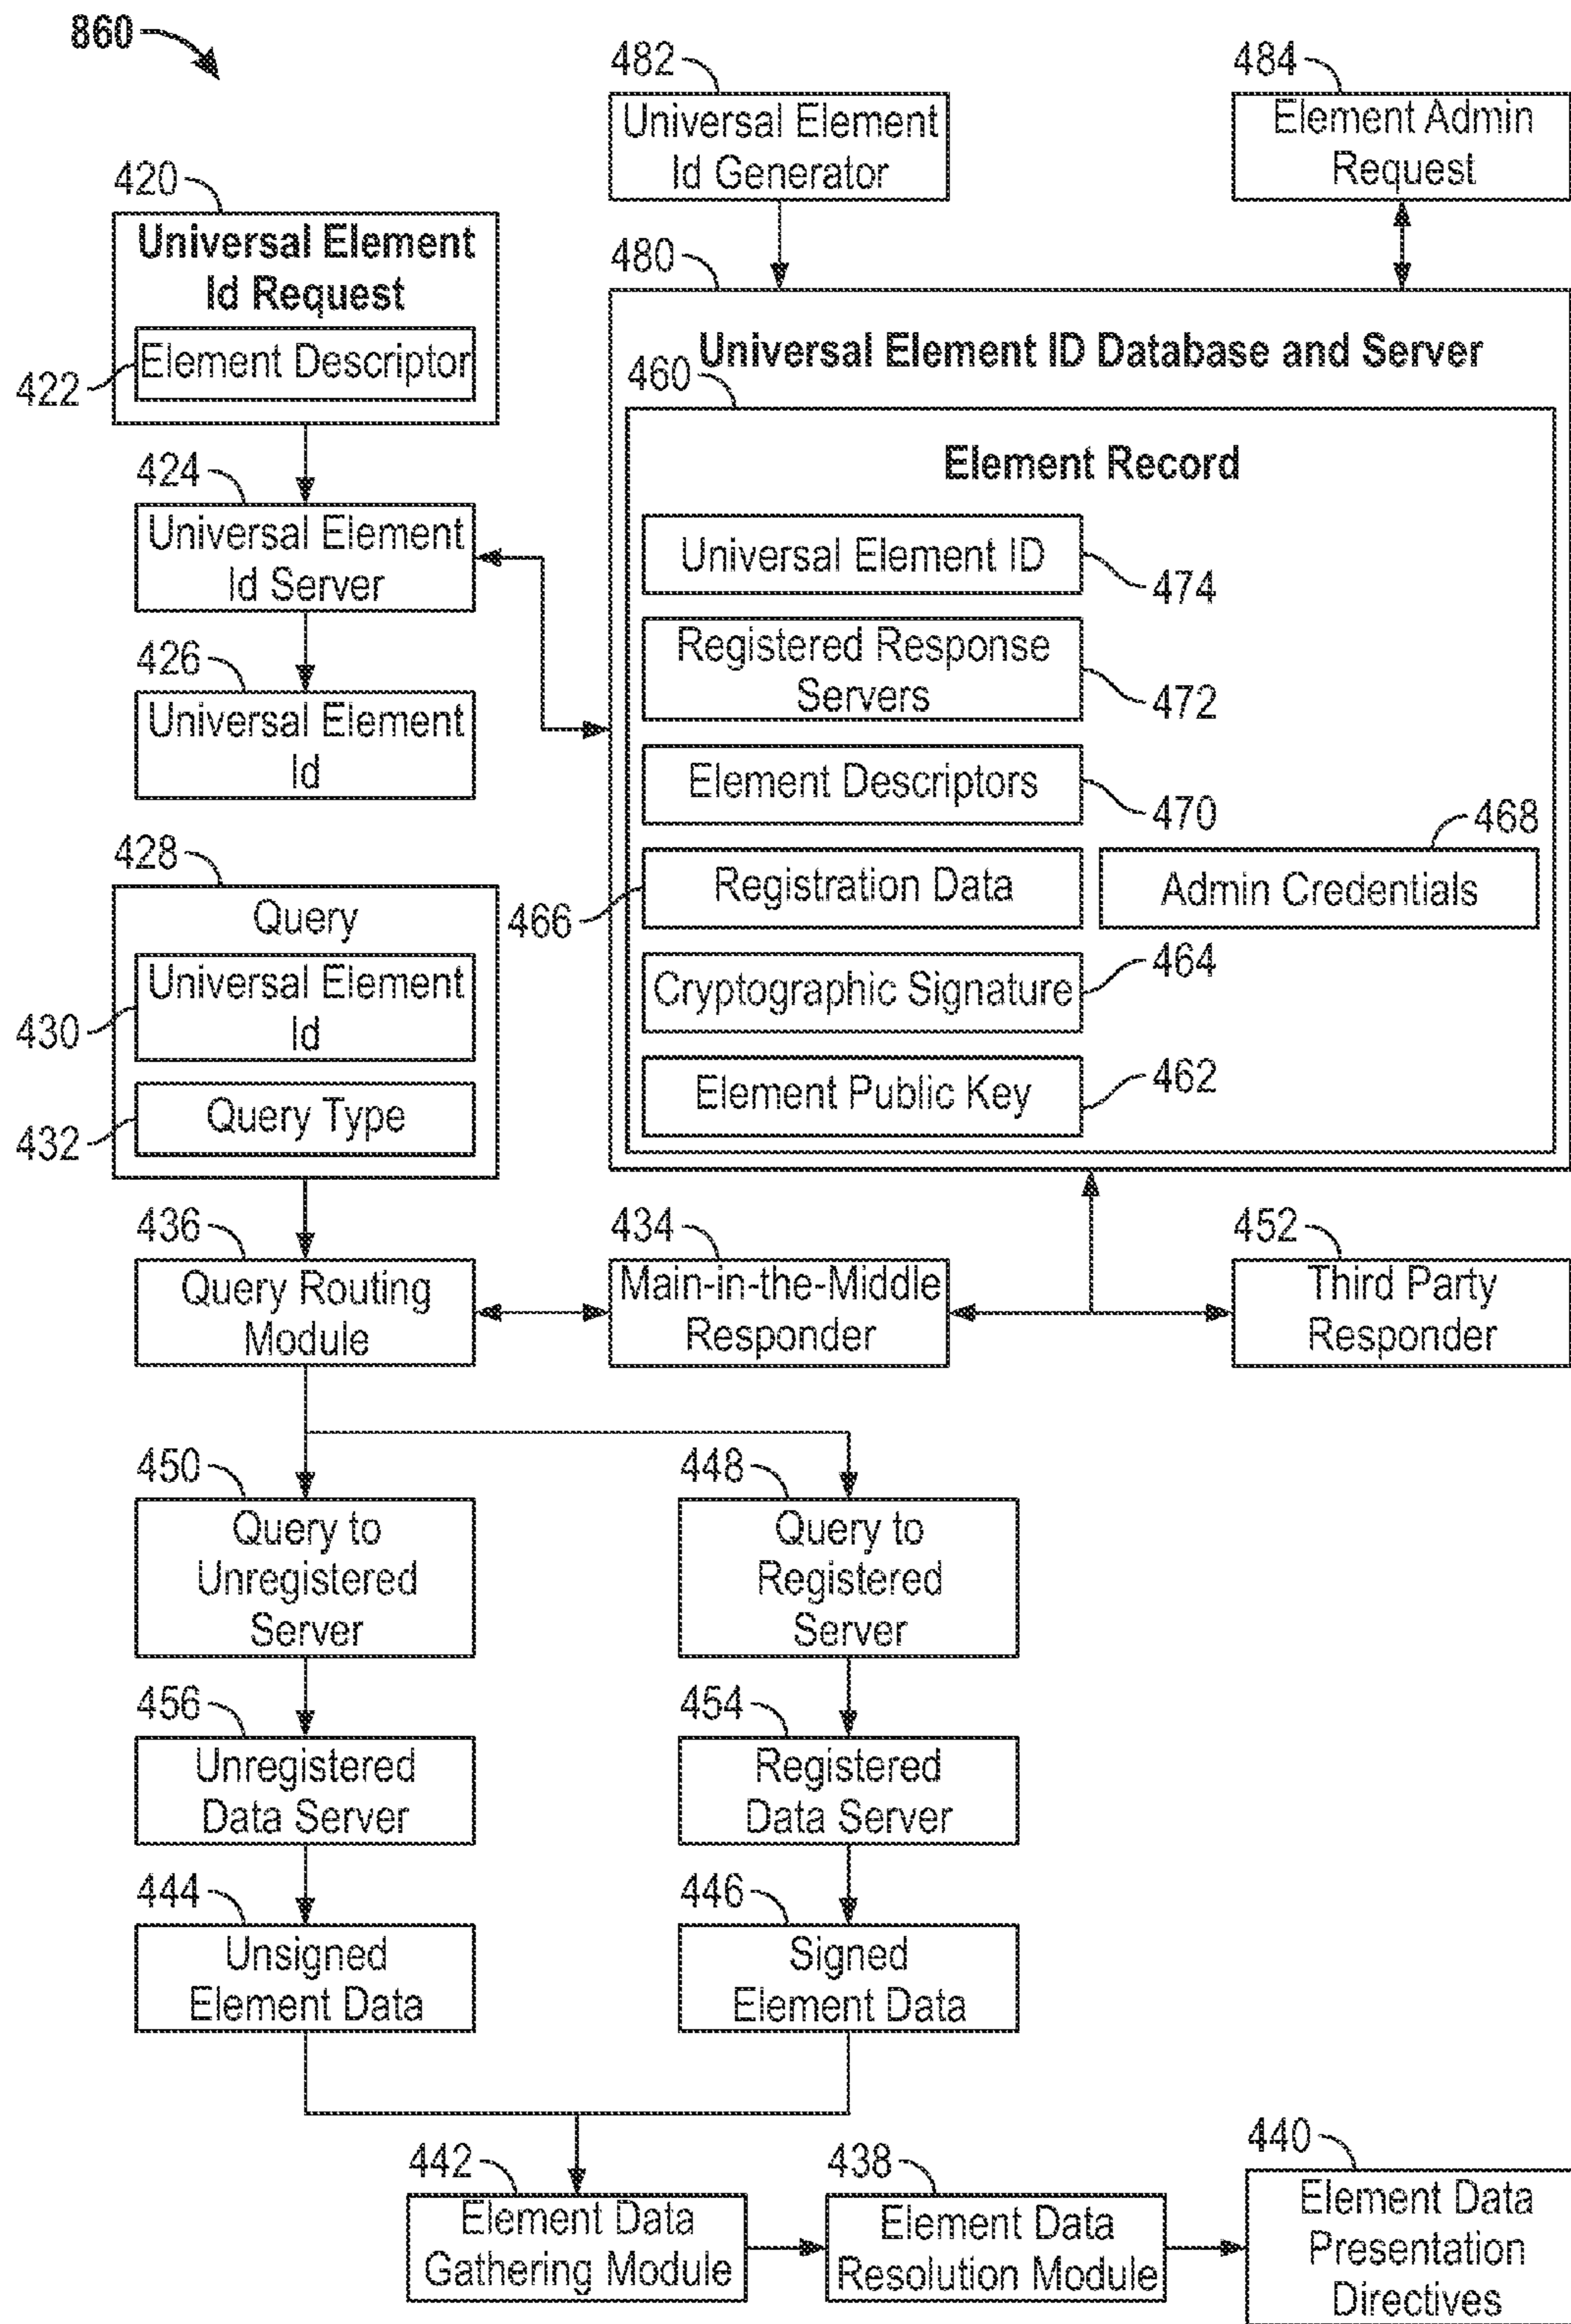 860
482
Universal Element
Id Generator
484
Element Admin
Request
420
Universal Element
Id Request
Element Descriptor
422
424
Universal Element
Id Server
426
Universal Element
Id
480
Universal Element ID Database and Server
460
Element Record
Universal Element ID
474
Registered Response
Servers
472
Element Descriptors
470
468
Registration Data
466
Admin Credentials
Cryptographic Signature
464
Element Public Key
462
428
Query
Universal Element
Id
430
Query Type
432
436
Query Routing
Module
434
Main-in-the-Middle
Responder
452
Third Party
Responder
450
Query to
Unregistered
Server
448
Query to
Registered
Server
456
Unregistered
Data Server
454
Registered
Data Server
444
Unsigned
Element Data
446
Signed
Element Data
442
Element Data
Gathering Module
438
Element Data
Resolution Module
440
Element Data
Presentation
Directives